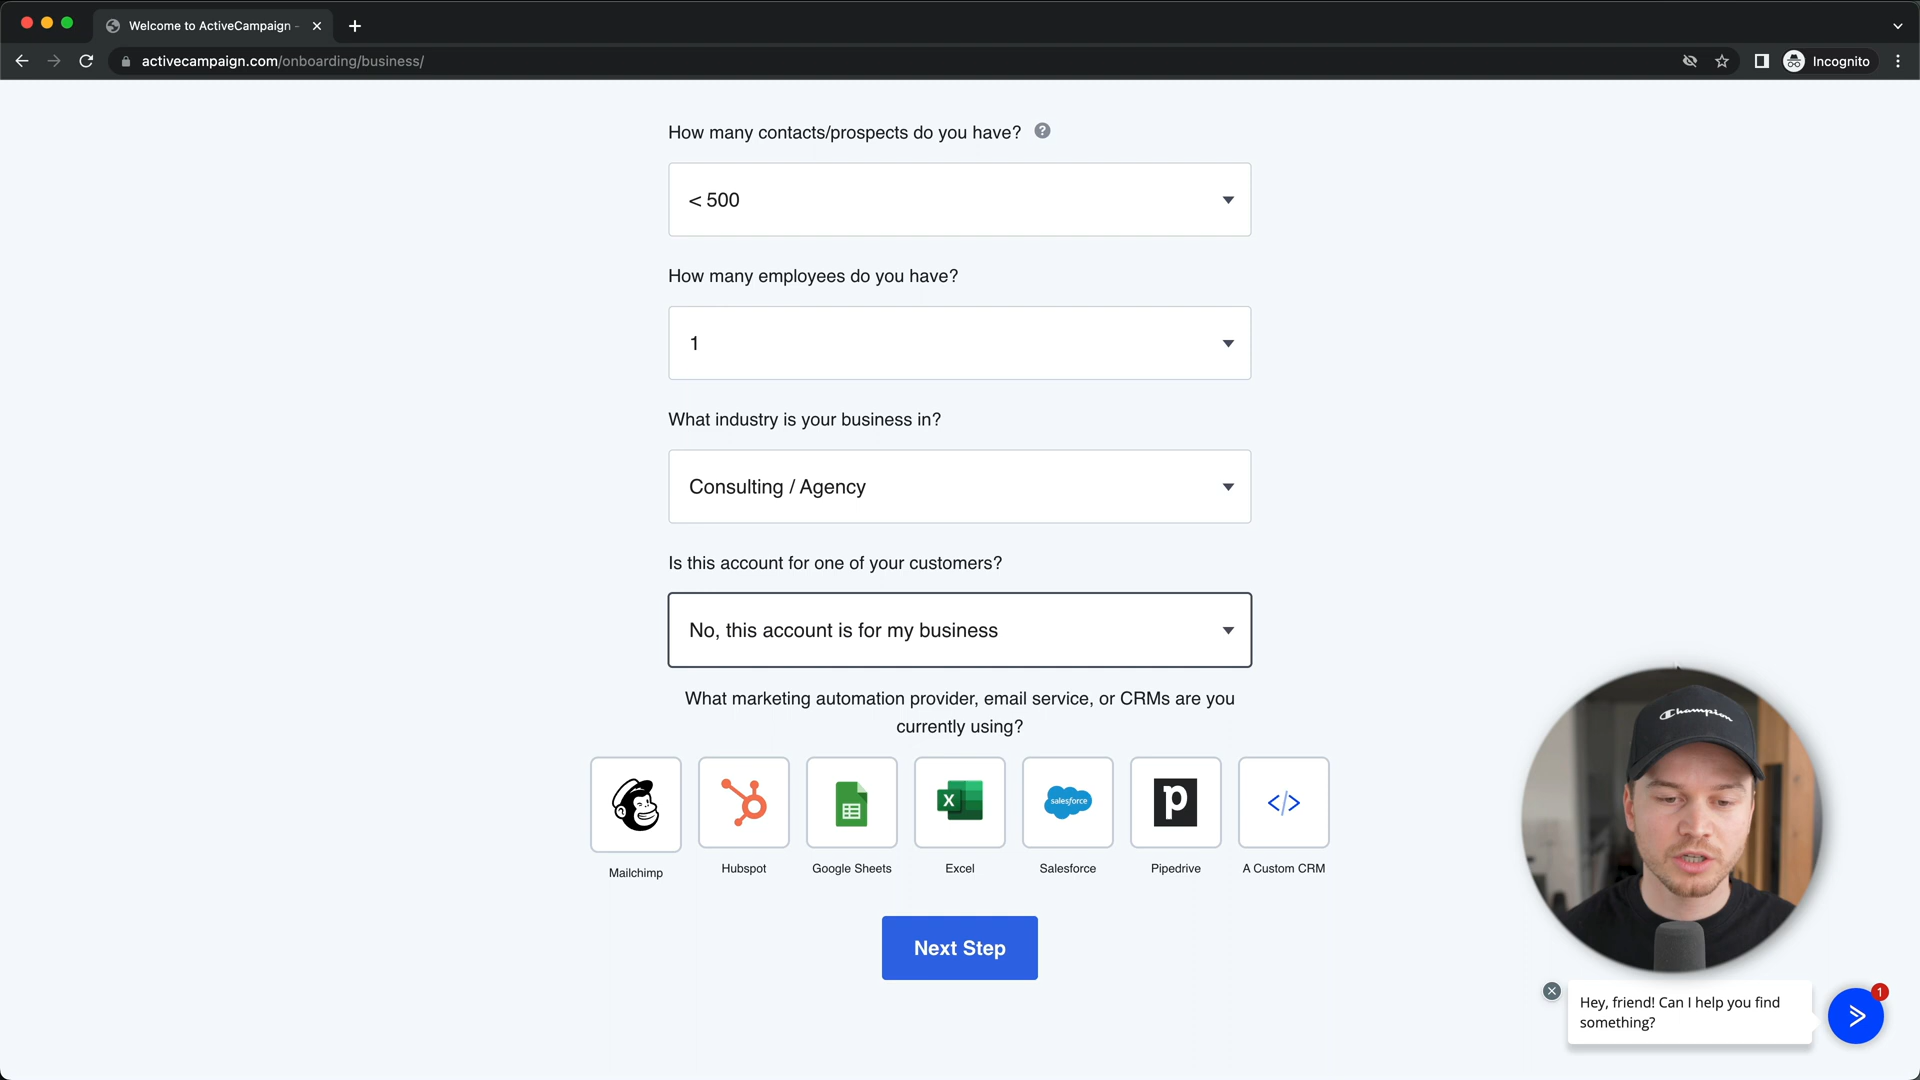 Welcome to ActiveCampaign -
activecampaign.com/onboarding/business/
Incognito
How many contacts/prospects do you have?
?
< 500
How many employees do you have?
1
What industry is your business in?
Consulting / Agency
Is this account for one of your customers?
No, this account is for my business
What marketing automation provider, email service, or CRMs are you
currently using?
X
salesforce
p
</>
Mailchimp
Hubspot
Google Sheets
Excel
Salesforce
Pipedrive
A Custom CRM
Next Step
Champion
Hey, friend! Can I help you find
something?
1